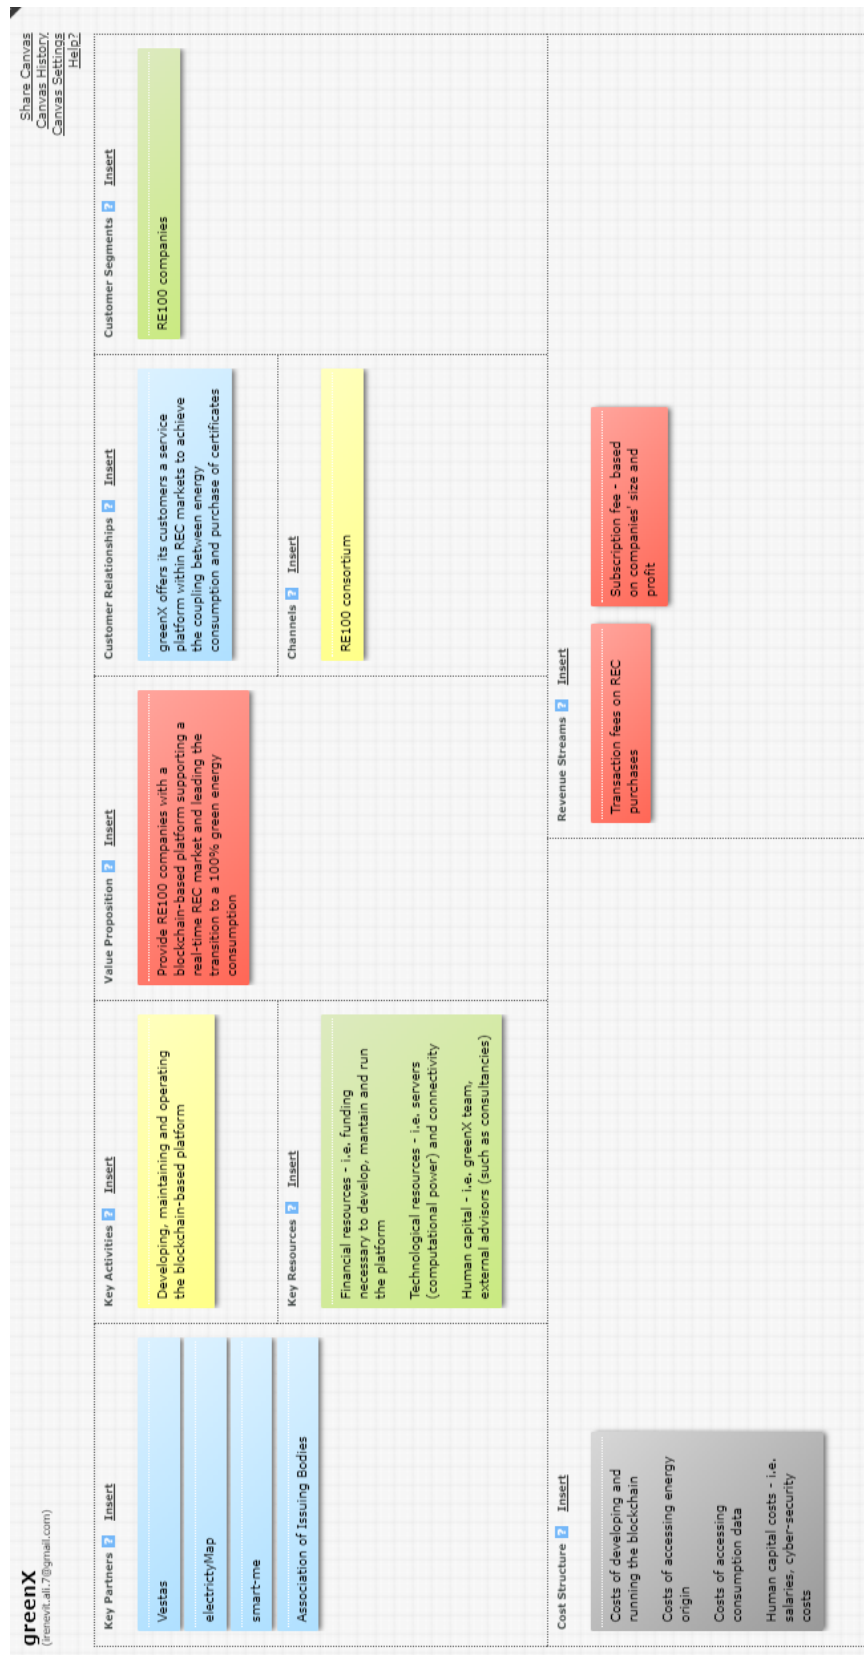 greenX
(irenevit.ali.7@gmail.com)
Share Canvas
Canvas History
Canvas Settings
Help?
Key Partners ? Insert
Vestas
electrictyMap
smart-me
Association of Issuing Bodies
Key Activities ? Insert
Developing, maintaining and operating
the blockchain-based platform
Key Resources ? Insert
Financial resources - i.e. funding
necessary to develop, mantain and run
the platform
Technological resources - i.e. servers
(computational power) and connectivity
Human capital - i.e. greenX team,
external advisors (such as consultancies)
Value Proposition ? Insert
Provide RE100 companies with a
blockchain-based platform supporting a
real-time REC market and leading the
transition to a 100% green energy
consumption
Customer Relationships ? Insert
greenX offers its customers a service
platform within REC markets to achieve
the coupling between energy
consumption and purchase of certificates
Channels ? Insert
RE100 consortium
Customer Segments ? Insert
RE100 companies
Cost Structure ? Insert
Costs of developing and
running the blockchain
Costs of accessing energy
origin
Costs of accessing
consumption data
Human capital costs - i.e.
salaries, cyber-security
costs
Revenue Streams ? Insert
Transaction fees on REC
purchases
Subscription fee - based
on companies' size and
profit